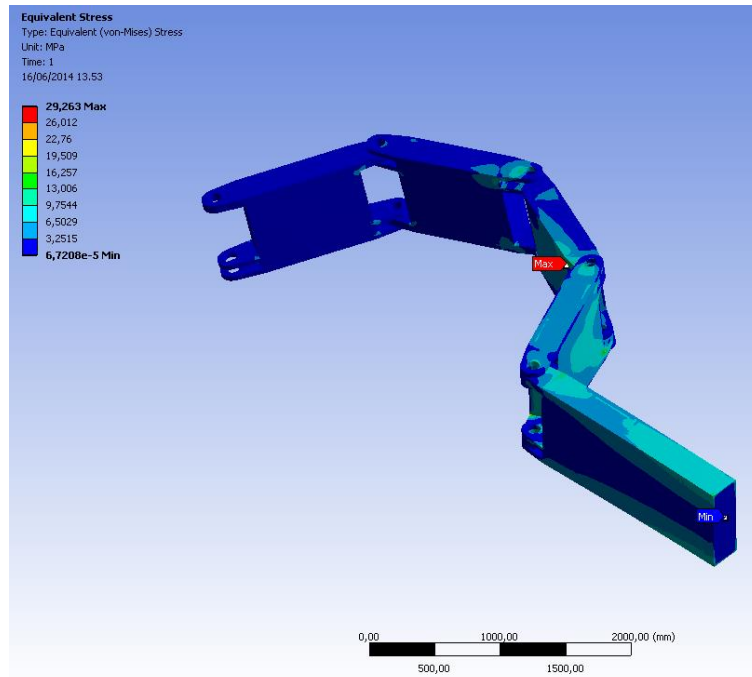 Equivalent Stress
Type: Equivalent (von-Mises) Stress
Unit: MPa
Time: 1
16/06/2014 13.53
29,263 Max
26,012
22,76
19,509
16,257
13,006
9,7544
6,5029
3,2515
6,7208e-5 Min
Max
Min
0,00 1000,00 2000,00 (mm)
500,00 1500,00